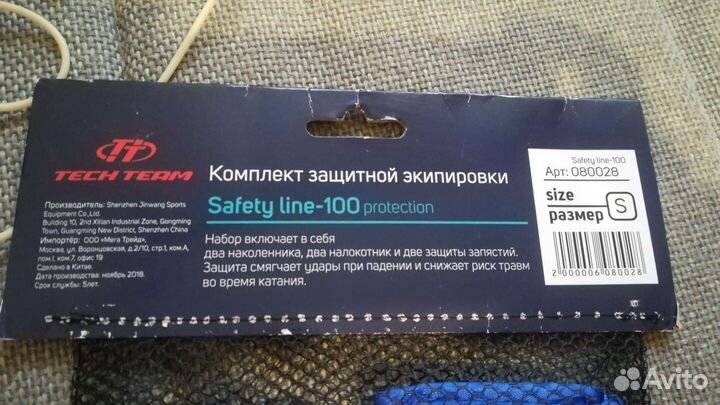 TECH TEAM
Производитель: Shenzhen Jinwang Sports
Equipment Co.,Ltd.
Building 10, 2nd Xitian Industrial Zone, Gongming
Town, Guangming New District, Shenzhen China
Импортёр: ООО «Мега Трейд»,
Москва, ул. Воронцовская, д.2/10, стр.1, ком.А,
пом.I, ком.7, офис 19
Сделано в Китае.
Дата производства: ноябрь 2018.
Срок службы: 5лет.
Комплект защитной экипировки
Safety line-100 protection
Набор включает в себя
два наколенника, два налокотник и две защиты запястий.
Защита смягчает удары при падении и снижает риск травм
во время катания.
Safety line-100
Арт: 080028
size
размер
S
2 000006 080028
Avito